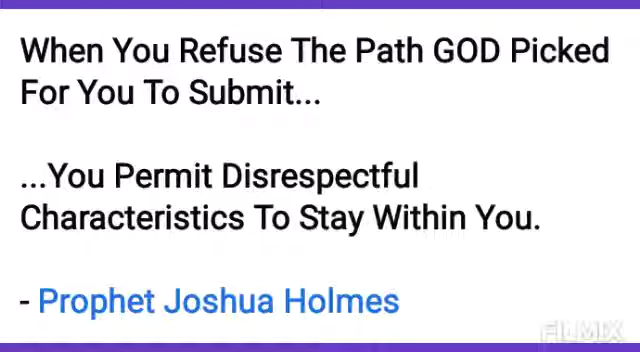 When You Refuse The Path GOD Picked
For You To Submit...
...You Permit Disrespectful
Characteristics To Stay Within You.
- Prophet Joshua Holmes
FILMIX